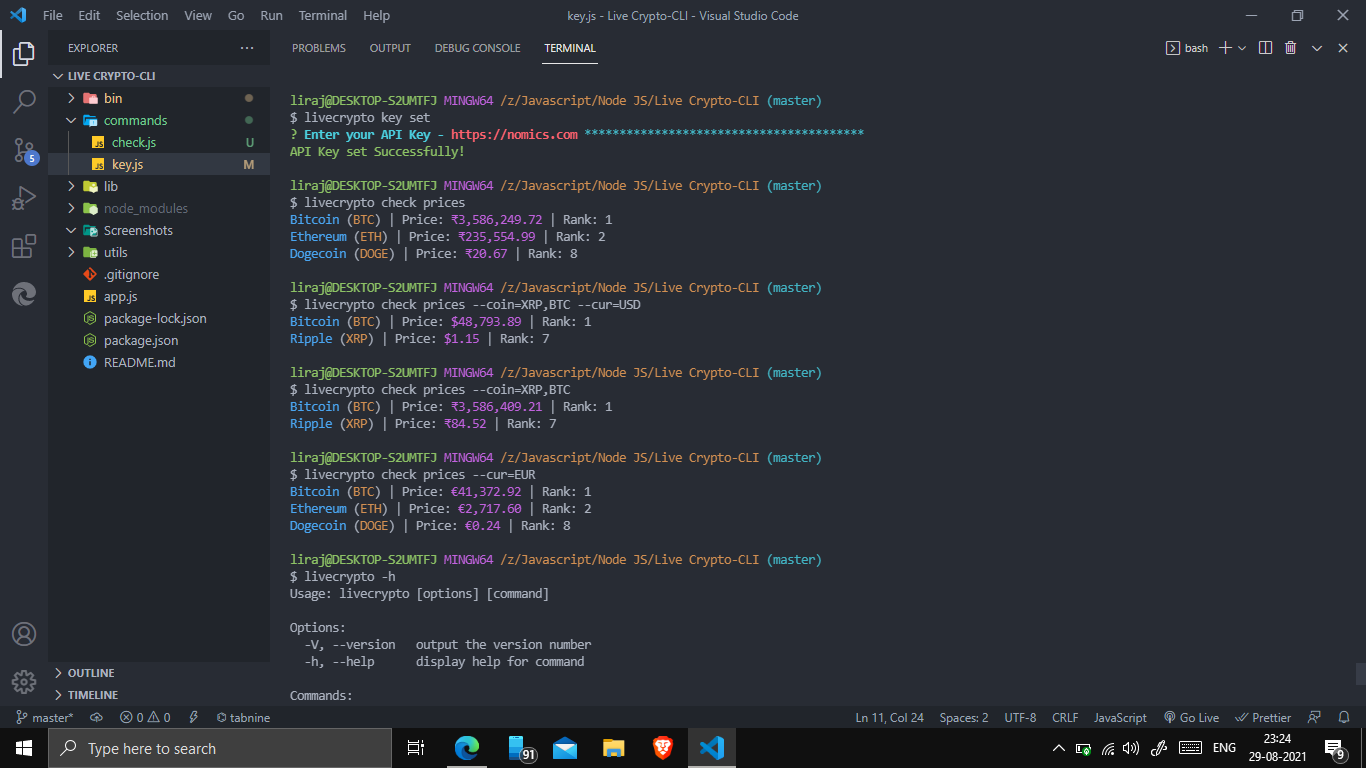 File Edit Selection View Go Run Terminal Help key.js - Live Crypto-CLI - Visual Studio Code
EXPLORER
LIVE CRYPTO-CLI
bin
commands
check.js U
key.js M
lib
node_modules
Screenshots
utils
.gitignore
app.js
package-lock.json
package.json
README.md
OUTLINE
TIMELINE
5
PROBLEMS OUTPUT DEBUG CONSOLE TERMINAL bash
liraj@DESKTOP-S2UMTFJ MINGW64 /z/Javascript/Node JS/Live Crypto-CLI (master)
$ livecrypto key set
? Enter your API Key - https://nomics.com ****************************************
API Key set Successfully!
liraj@DESKTOP-S2UMTFJ MINGW64 /z/Javascript/Node JS/Live Crypto-CLI (master)
$ livecrypto check prices
Bitcoin (BTC) | Price: ₹3,586,249.72 | Rank: 1
Ethereum (ETH) | Price: ₹235,554.99 | Rank: 2
Dogecoin (DOGE) | Price: ₹20.67 | Rank: 8
liraj@DESKTOP-S2UMTFJ MINGW64 /z/Javascript/Node JS/Live Crypto-CLI (master)
$ livecrypto check prices --coin=XRP,BTC --cur=USD
Bitcoin (BTC) | Price: $48,793.89 | Rank: 1
Ripple (XRP) | Price: $1.15 | Rank: 7
liraj@DESKTOP-S2UMTFJ MINGW64 /z/Javascript/Node JS/Live Crypto-CLI (master)
$ livecrypto check prices --coin=XRP,BTC
Bitcoin (BTC) | Price: ₹3,586,409.21 | Rank: 1
Ripple (XRP) | Price: ₹84.52 | Rank: 7
liraj@DESKTOP-S2UMTFJ MINGW64 /z/Javascript/Node JS/Live Crypto-CLI (master)
$ livecrypto check prices --cur=EUR
Bitcoin (BTC) | Price: €41,372.92 | Rank: 1
Ethereum (ETH) | Price: €2,717.60 | Rank: 2
Dogecoin (DOGE) | Price: €0.24 | Rank: 8
liraj@DESKTOP-S2UMTFJ MINGW64 /z/Javascript/Node JS/Live Crypto-CLI (master)
$ livecrypto -h
Usage: livecrypto [options] [command]
Options:
-V, --version output the version number
-h, --help display help for command
Commands:
master* 0 0 tabnine Ln 11, Col 24 Spaces: 2 UTF-8 CRLF JavaScript Go Live Prettier
Type here to search 91 ENG 23:24 29-08-2021 9